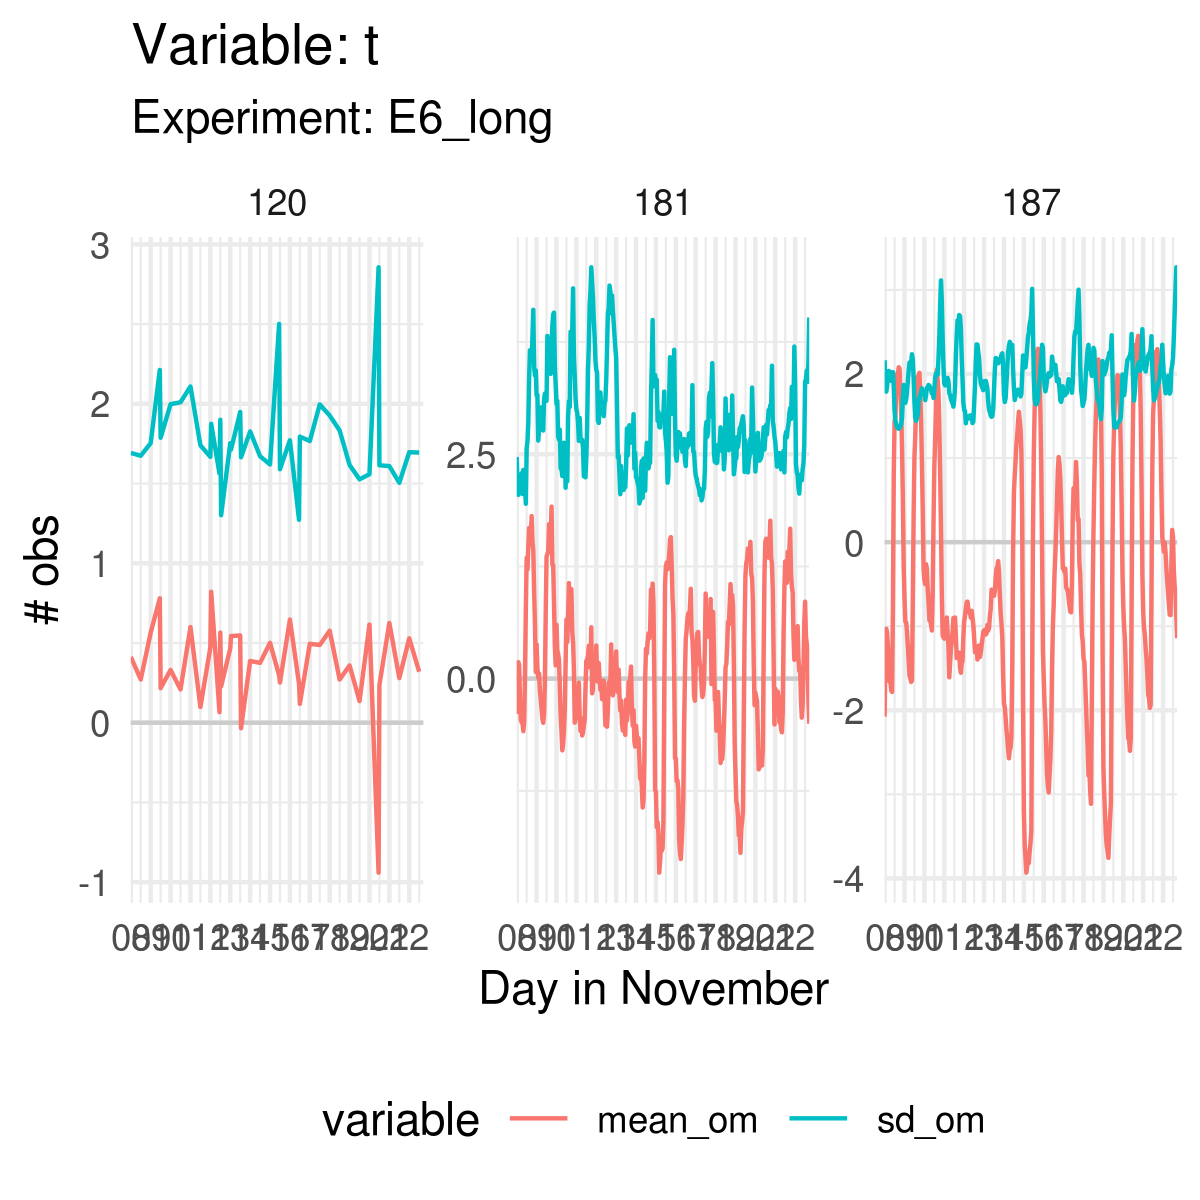 Variable: t
Experiment: E6_long
120 181 187
3
2
1
0
-1
2.5
0.0
2
0
-2
-4
# obs
Day in November
variable mean_om sd_om